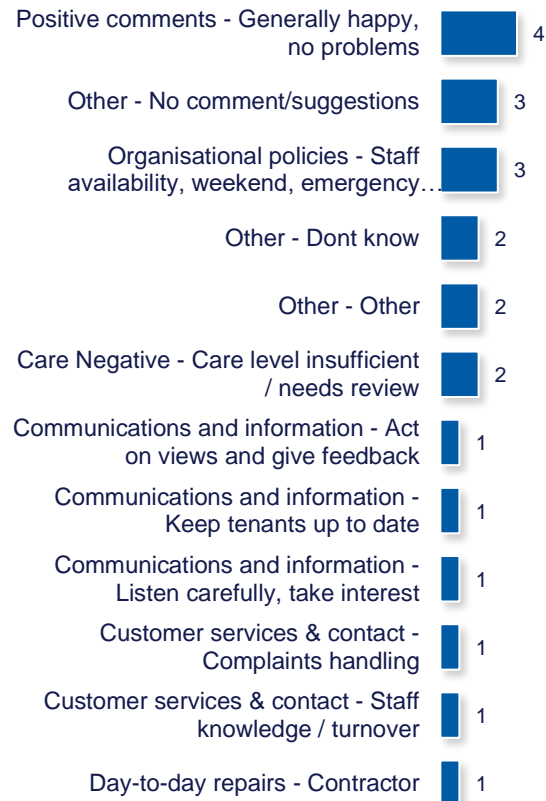 Positive comments - Generally happy,
no problems
4
Other - No comment/suggestions
3
Organisational policies - Staff
availability, weekend, emergency…
3
Other - Dont know
2
Other - Other
2
Care Negative - Care level insufficient
/ needs review
2
Communications and information - Act
on views and give feedback
1
Communications and information -
Keep tenants up to date
1
Communications and information -
Listen carefully, take interest
1
Customer services & contact -
Complaints handling
1
Customer services & contact - Staff
knowledge / turnover
1
Day-to-day repairs - Contractor
1